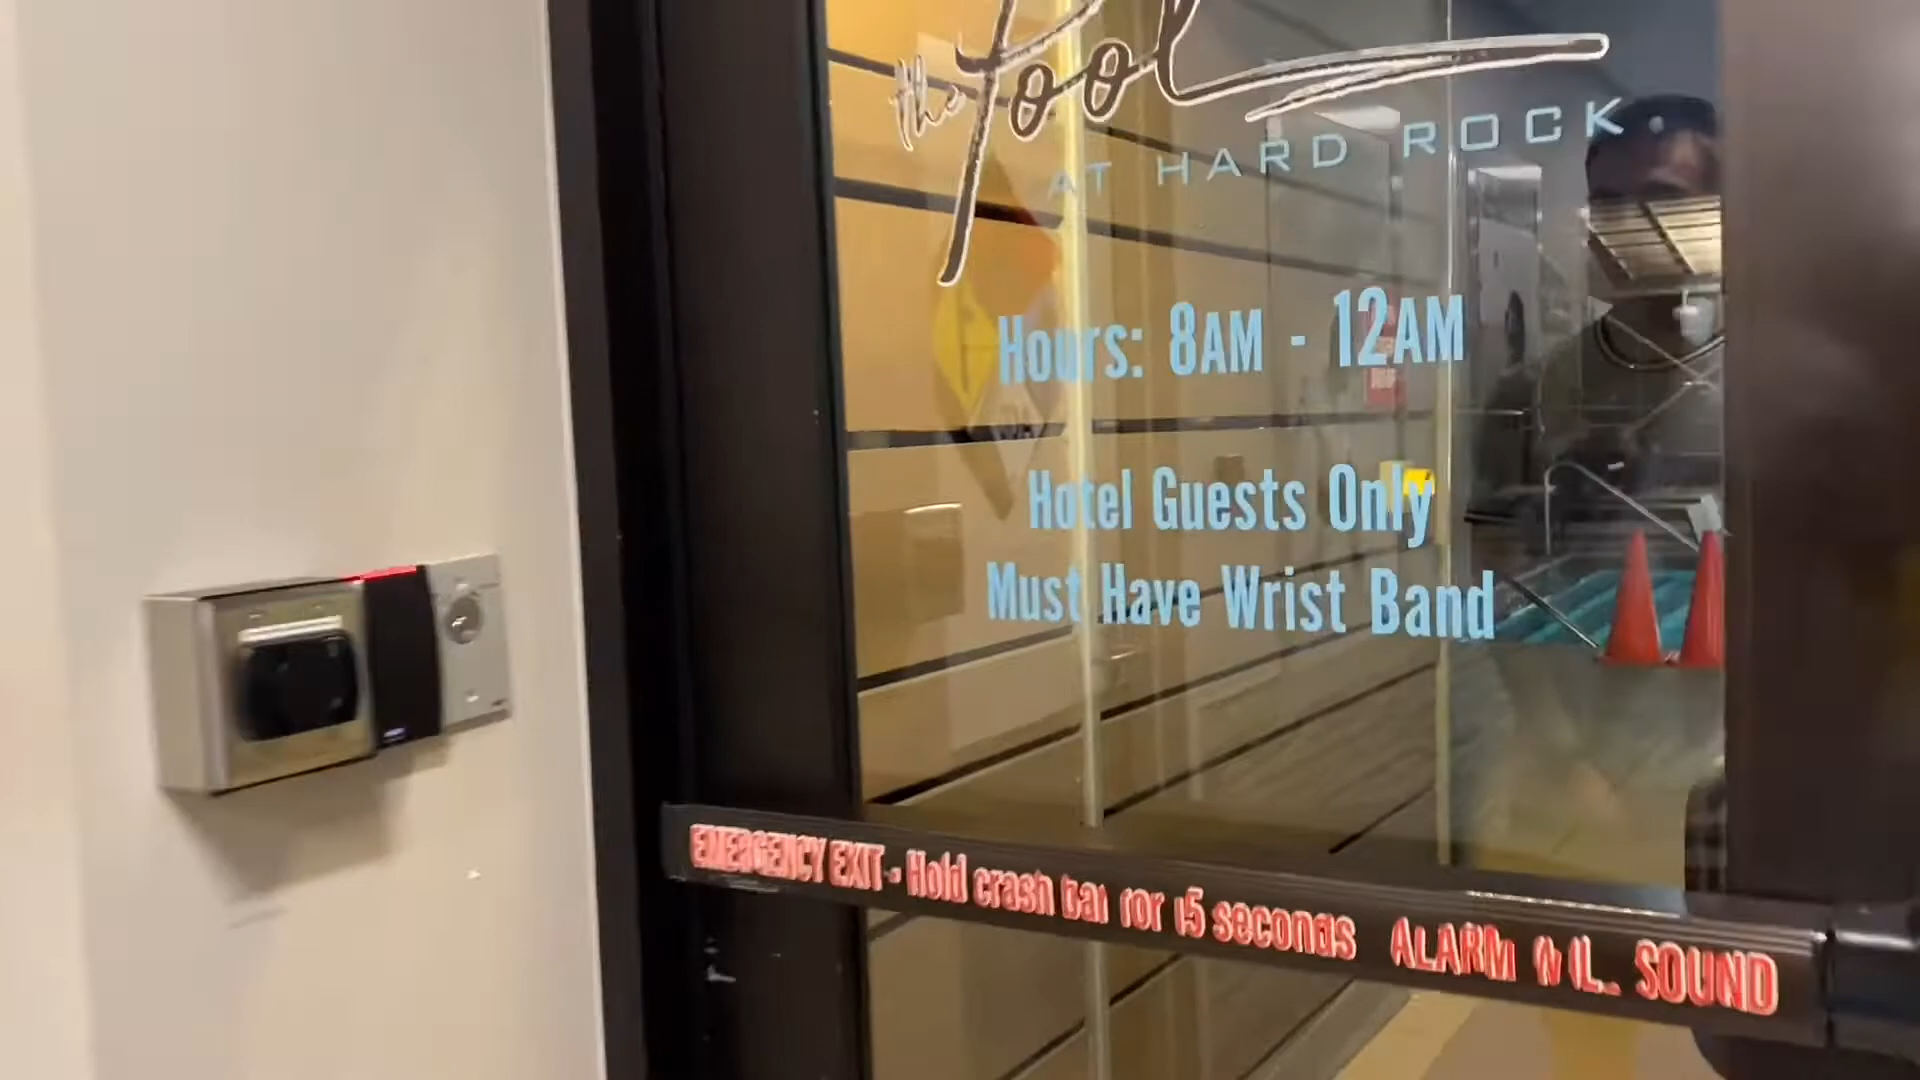 the Pool
AT HARD ROCK
Hours: 8AM - 12AM
Hotel Guests Only
Must Have Wrist Band
EMERGENCY EXIT - Hold crash bar for 15 seconds ALARM WILL SOUND